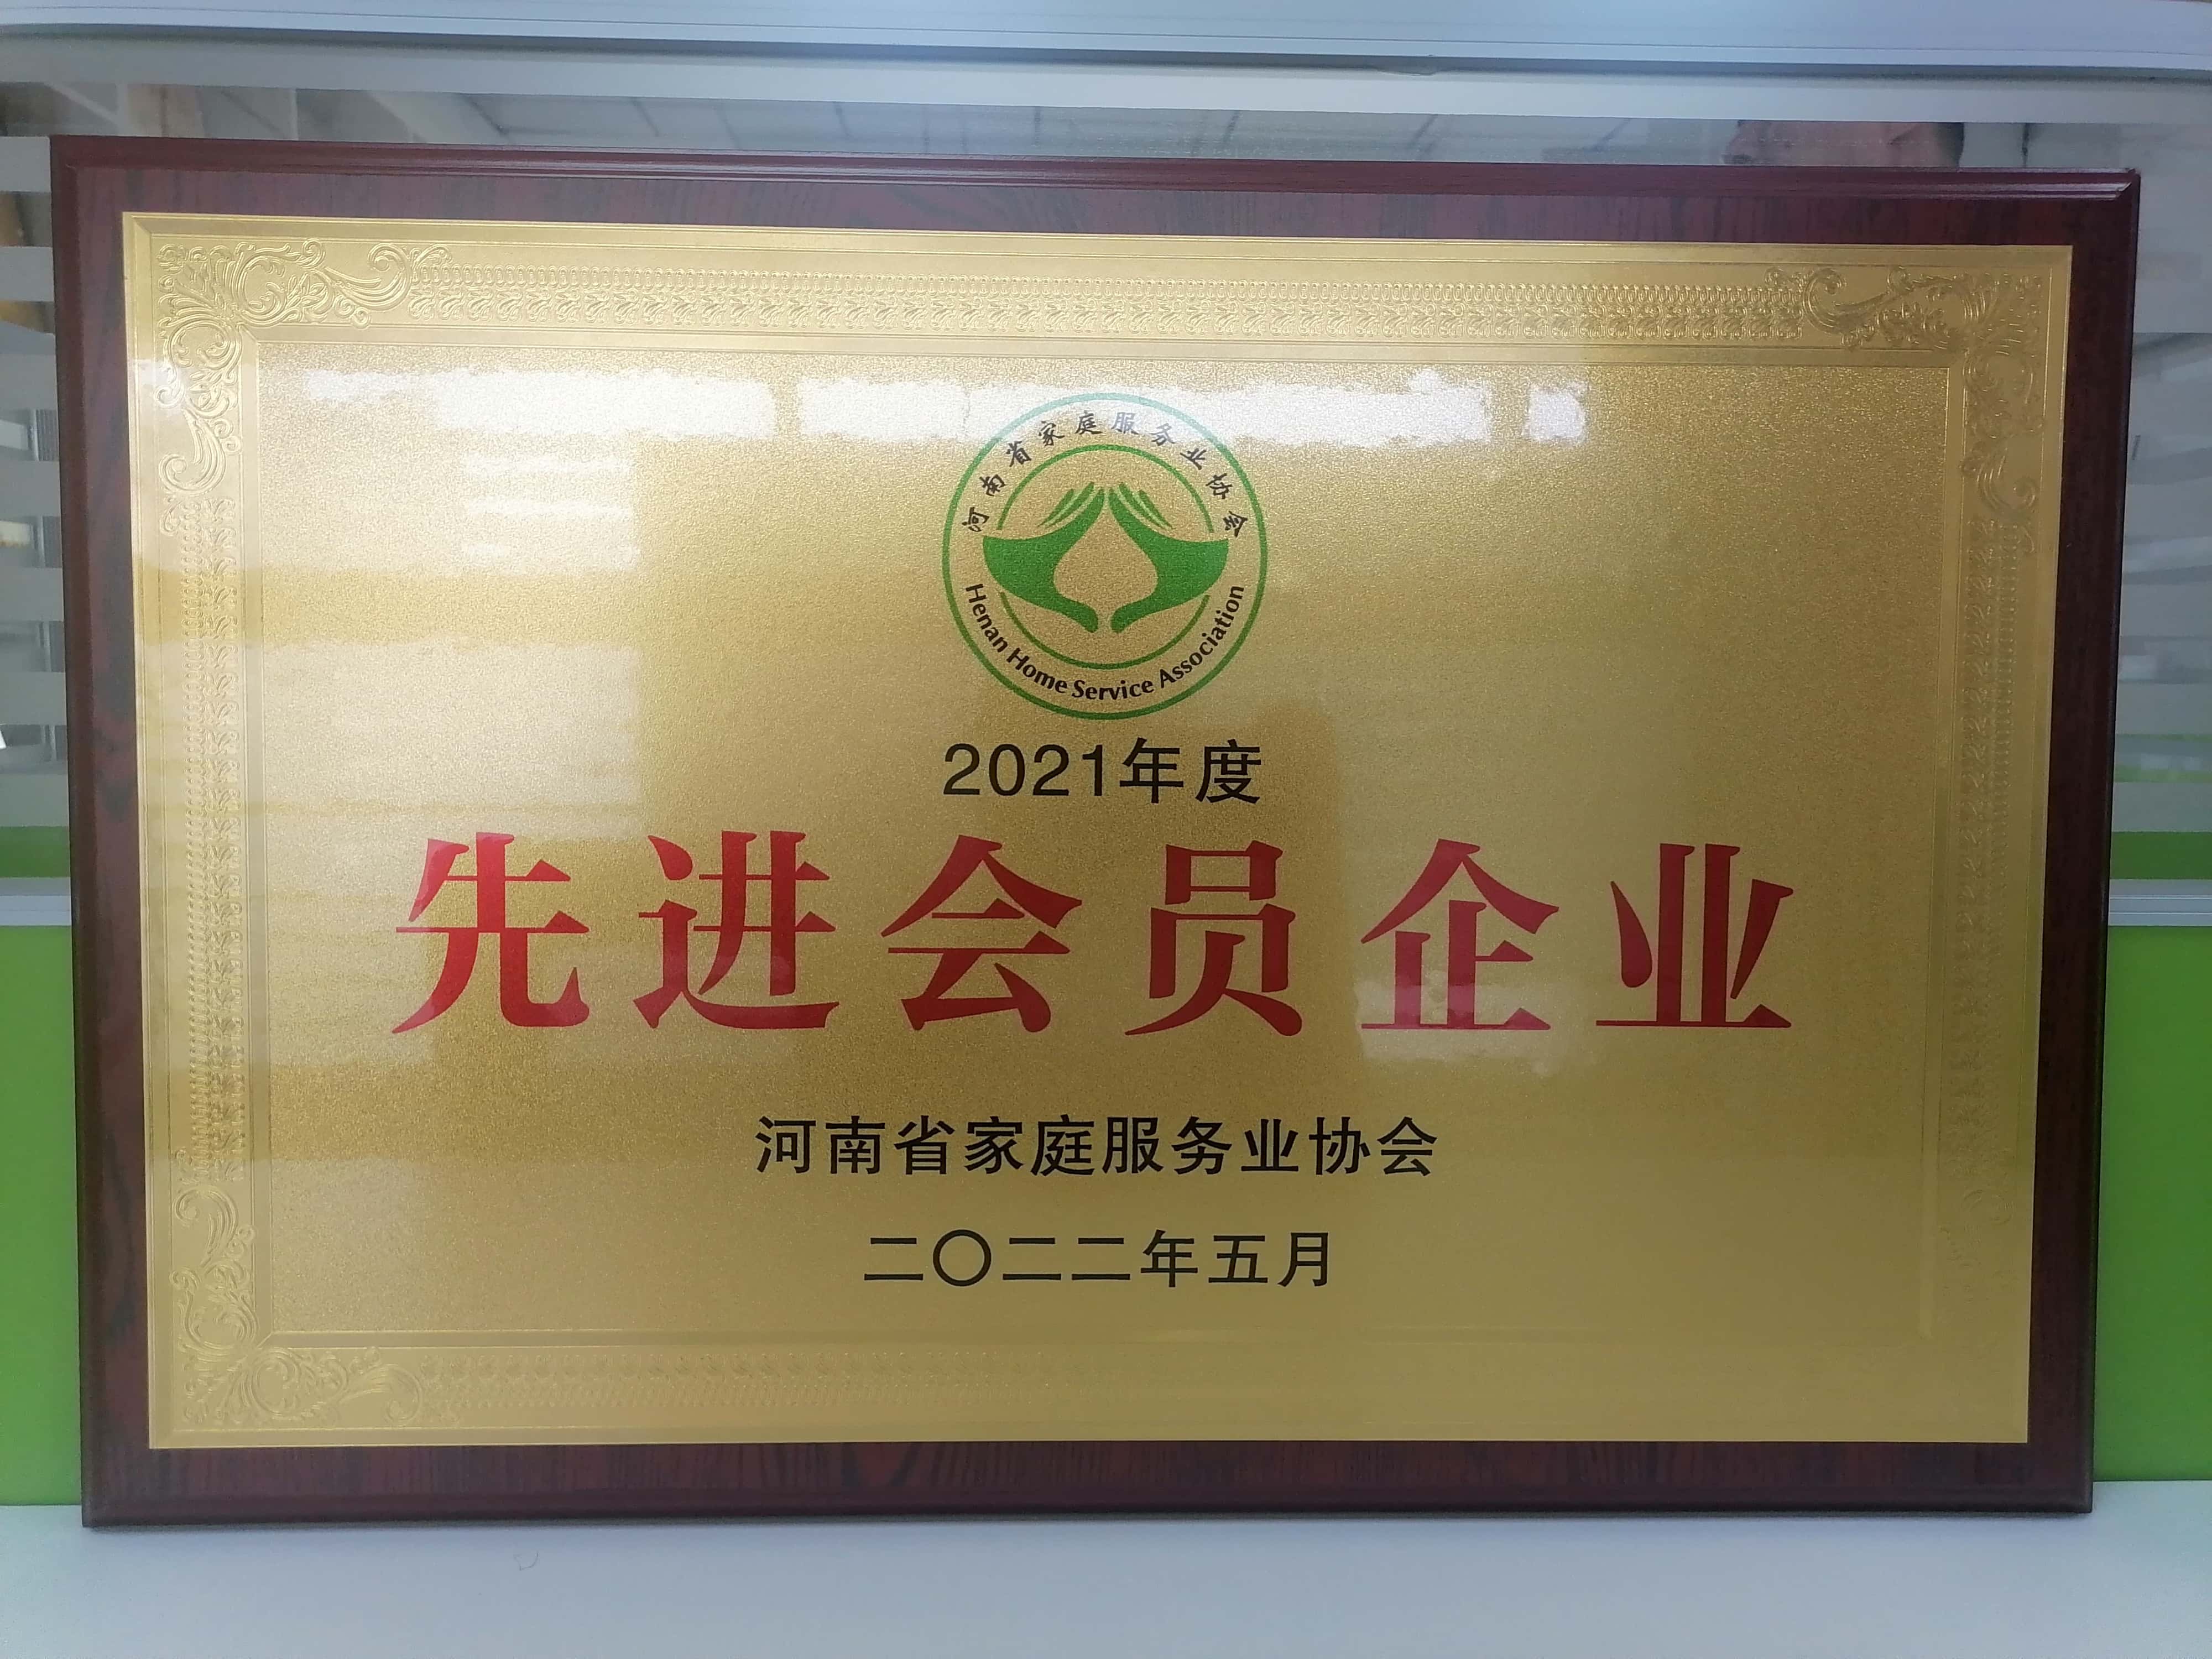 河南省家庭服务业协会
Henan Home Service Association
2021年度
先进会员企业
河南省家庭服务业协会
二〇二二年五月